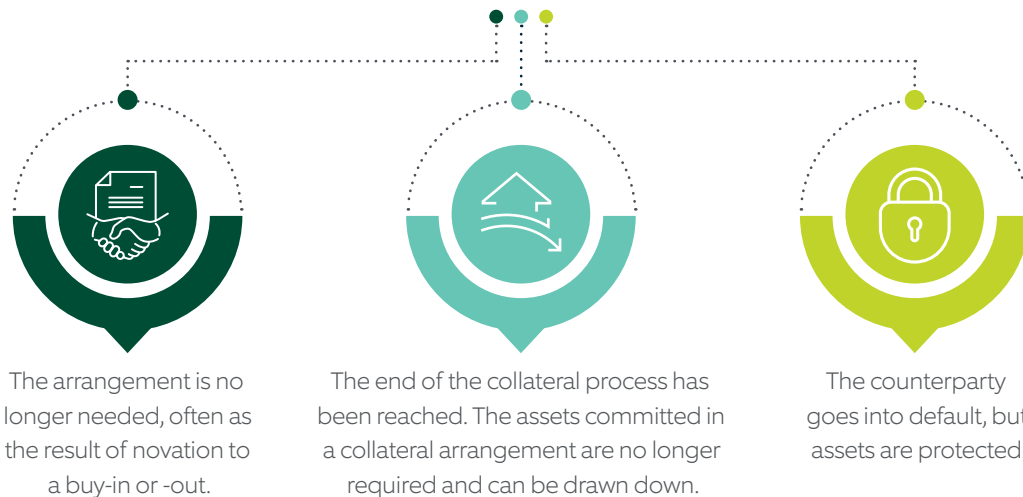 The arrangement is no
longer needed, often as
the result of novation to
a buy-in or -out.
The end of the collateral process has
been reached. The assets committed in
a collateral arrangement are no longer
required and can be drawn down.
The counterparty
goes into default, but
assets are protected